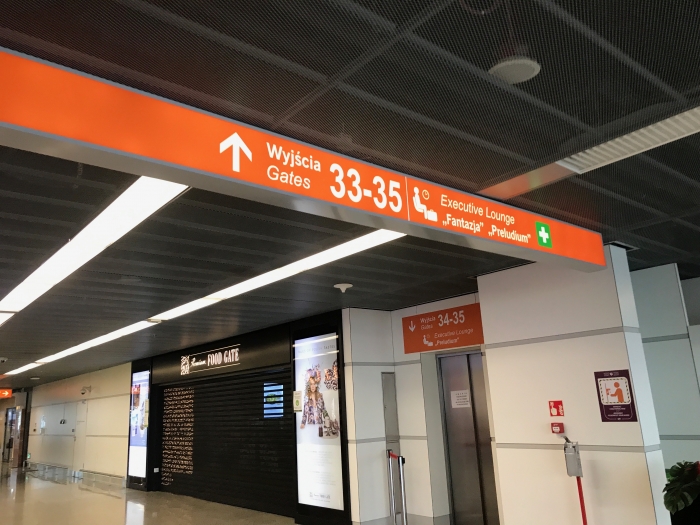 Wyjścia
Gates
33-35
Executive Lounge
„Fantazja” „Preludium”
Wyjścia
Gates
34-35
Executive Lounge
„Preludium”
FOOD GATE